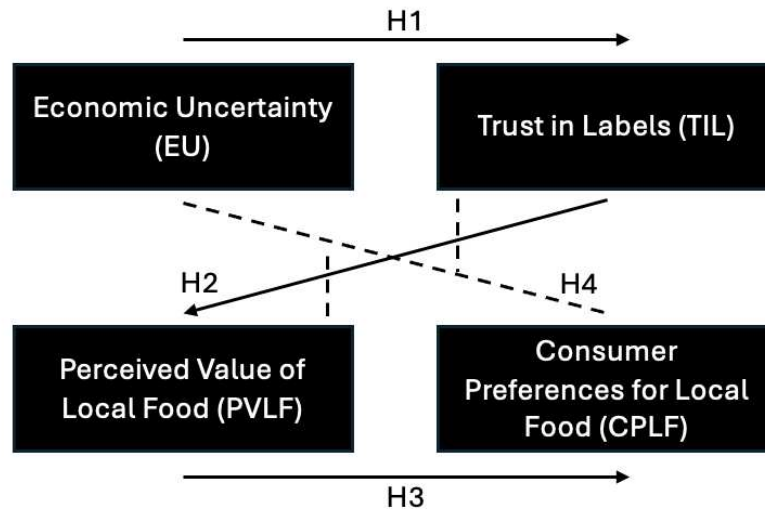 H1
Economic Uncertainty
(EU)
Trust in Labels (TIL)
H2
H4
Perceived Value of
Local Food (PVLF)
Consumer
Preferences for Local
Food (CPLF)
H3